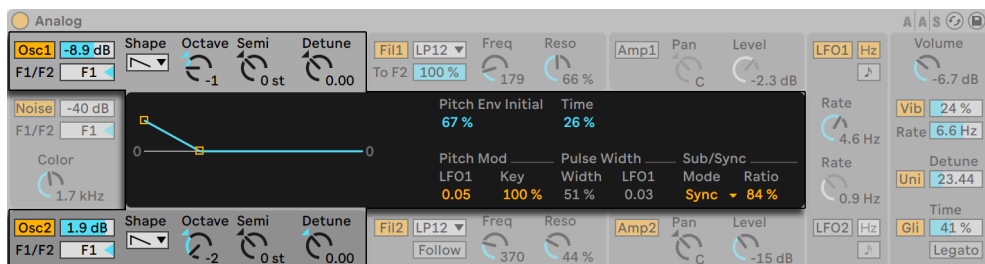 Analog
A A S
Osc1 -8.9 dB Shape Octave Semi Detune
F1/F2 F1 -1 0 st 0.00
Fil1 LP12 Freq Reso
To F2 100 % 179 66 %
Amp1 Pan Level
C -2.3 dB
LFO1 Hz
Rate
4.6 Hz
Volume
-6.7 dB
Noise -40 dB
F1/F2 F1
Color
1.7 kHz
0 0
Pitch Env Initial Time
67 % 26 %
Pitch Mod Pulse Width Sub/Sync
LFO1 Key Width LFO1 Mode Ratio
0.05 100 % 51 % 0.03 Sync 84 %
Rate
0.9 Hz
Vib 24 %
Rate 6.6 Hz
Detune
Uni 23.44
Osc2 1.9 dB Shape Octave Semi Detune
F1/F2 F1 -2 0 st 0.00
Fil2 LP12 Freq Reso
Follow 370 44 %
Amp2 Pan Level
C -15 dB
LFO2 Hz
Time
Gli 41 %
Legato